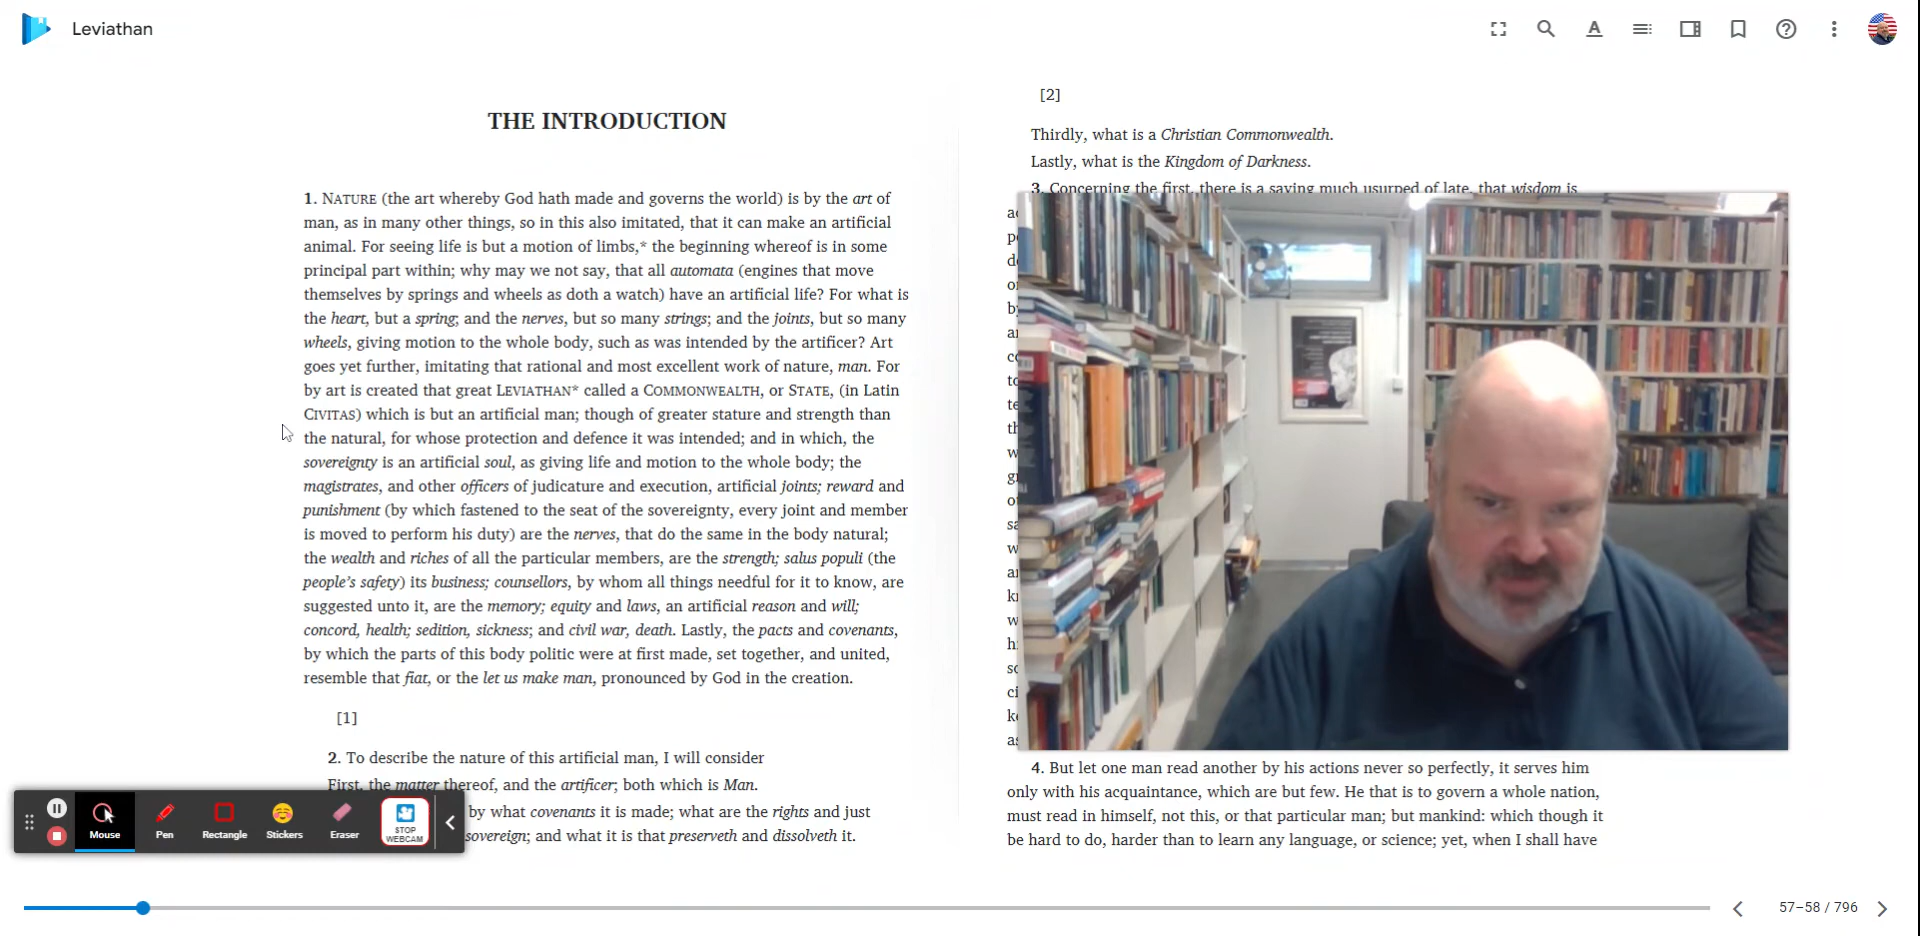 Leviathan
THE INTRODUCTION
1. NATURE (the art whereby God hath made and governs the world) is by the art of
man, as in many other things, so in this also imitated, that it can make an artificial
animal. For seeing life is but a motion of limbs,* the beginning whereof is in some
principal part within; why may we not say, that all automata (engines that move
themselves by springs and wheels as doth a watch) have an artificial life? For what is
the heart, but a spring; and the nerves, but so many strings; and the joints, but so many
wheels, giving motion to the whole body, such as was intended by the artificer? Art
goes yet further, imitating that rational and most excellent work of nature, man. For
by art is created that great LEVIATHAN* called a COMMONWEALTH, or STATE, (in Latin
CIVITAS) which is but an artificial man; though of greater stature and strength than
the natural, for whose protection and defence it was intended; and in which, the
sovereignty is an artificial soul, as giving life and motion to the whole body; the
magistrates, and other officers of judicature and execution, artificial joints; reward and
punishment (by which fastened to the seat of the sovereignty, every joint and member
is moved to perform his duty) are the nerves, that do the same in the body natural;
the wealth and riches of all the particular members, are the strength; salus populi (the
people's safety) its business; counsellors, by whom all things needful for it to know, are
suggested unto it, are the memory; equity and laws, an artificial reason and will;
concord, health; sedition, sickness; and civil war, death. Lastly, the pacts and covenants,
by which the parts of this body politic were at first made, set together, and united,
resemble that fiat, or the let us make man, pronounced by God in the creation.
[1]
2. To describe the nature of this artificial man, I will consider
First, the matter thereof, and the artificer; both which is Man.
by what covenants it is made; what are the rights and just
sovereign; and what it is that preserveth and dissolveth it.
[2]
Thirdly, what is a Christian Commonwealth.
Lastly, what is the Kingdom of Darkness.
3. Concerning the first, there is a saying much usurped of late, that wisdom is
4. But let one man read another by his actions never so perfectly, it serves him
only with his acquaintance, which are but few. He that is to govern a whole nation,
must read in himself, not this, or that particular man; but mankind: which though it
be hard to do, harder than to learn any language, or science; yet, when I shall have
Mouse
Pen
Rectangle
Stickers
Eraser
STOP
WEBCAM
57–58 / 796